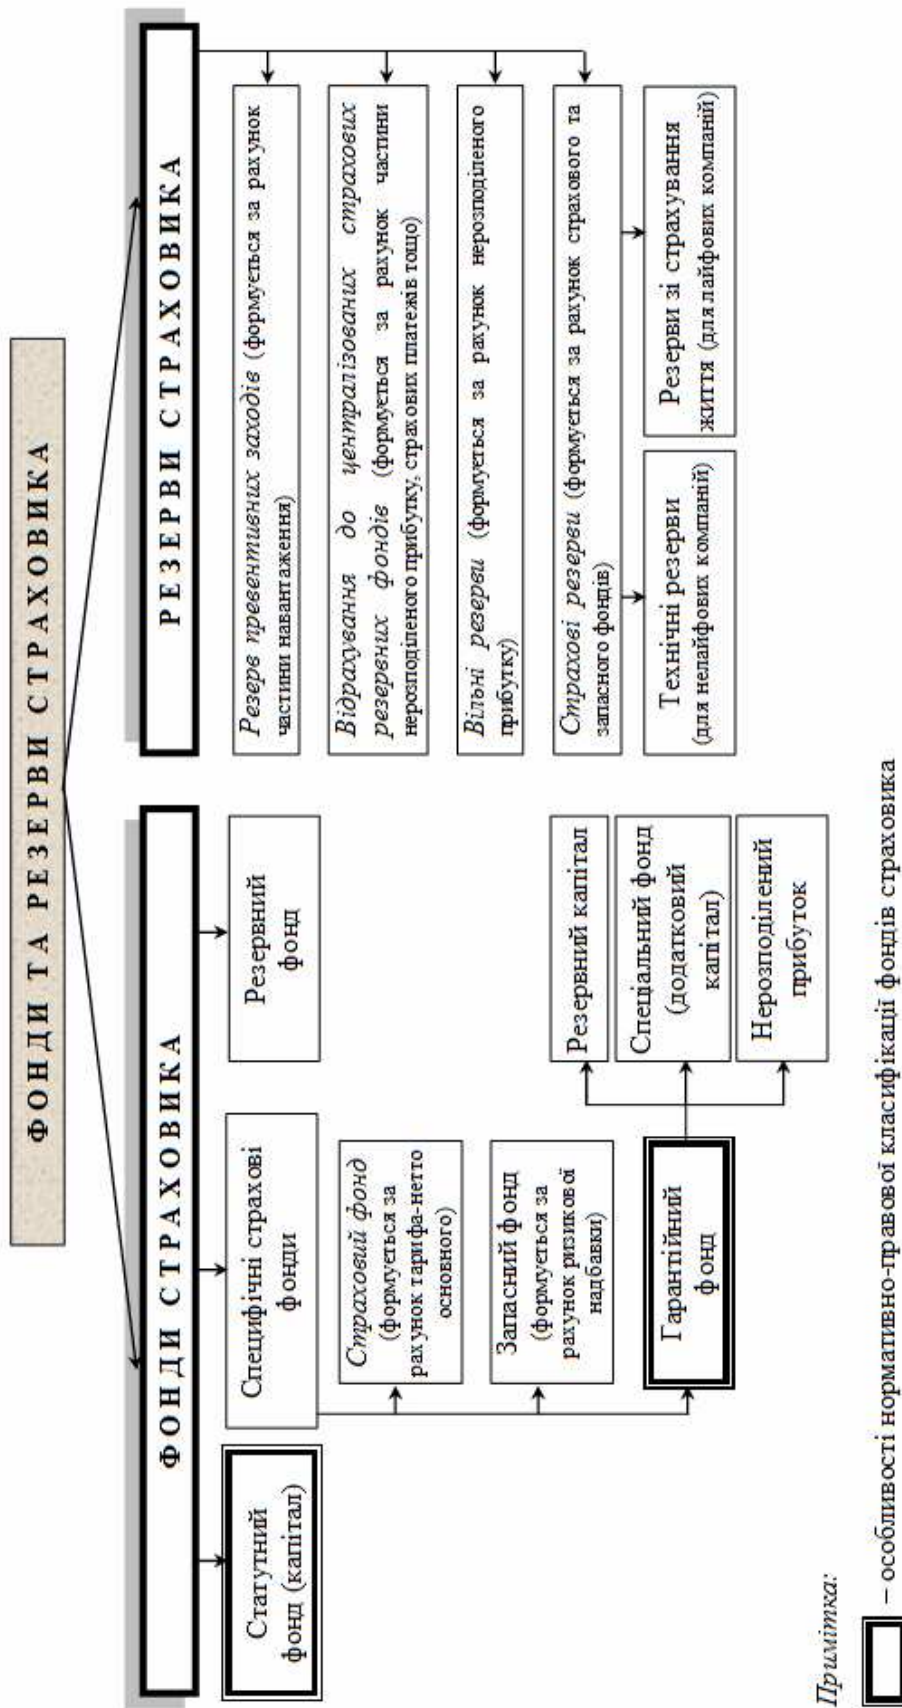 ФОНДИ ТА РЕЗЕРВИ СТРАХОВИКА
ФОНДИ СТРАХОВИКА
Статутний
фонд (капітал)
Специфічні страхові
фонди
Резервний
фонд
Страховий фонд
(формується за
рахунок тарифа-нетто
основного)
Запасний фонд
(формується за
рахунок ризикової
надбавки)
Гарантійний
фонд
Резервний капітал
Спеціальний фонд
(додатковий
капітал)
Нерозподілений
прибуток
РЕЗЕРВИ СТРАХОВИКА
Резерв превентивних заходів (формується за рахунок
частини навантаження)
Відрахування до централізованих страхових
резервних фондів (формується за рахунок частини
нерозподіленого прибутку, страхових платежів тощо)
Вільні резерви (формується за рахунок нерозподіленого
прибутку)
Страхові резерви (формується за рахунок страхового та
запасного фондів)
Технічні резерви
(для нелайфових компаній)
Резерви зі страхування
життя (для лайфових компаній)
Примітка:
– особливості нормативно-правової класифікації фондів страховика